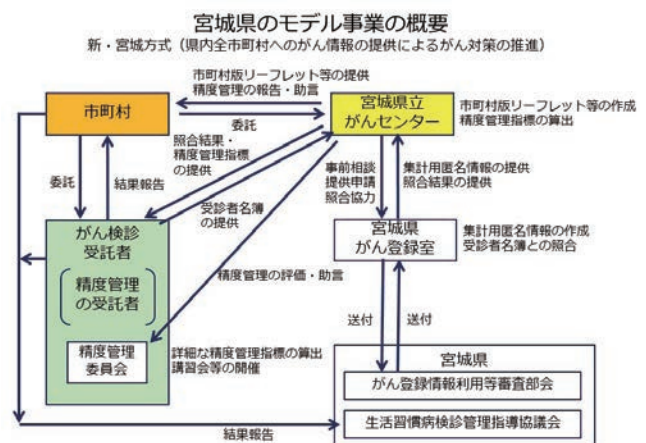 宮城県のモデル事業の概要
新・宮城方式（県内全市町村へのがん情報の提供によるがん対策の推進）
市町村版リーフレット等の提供
精度管理の報告・助言
市町村
委託
宮城県立
がんセンター
市町村版リーフレット等の作成
精度管理指標の算出
照合結果・
精度管理指標
の提供
委託
結果報告
事前相談
提供申請
照合協力
集計用匿名情報の提供
照合結果の提供
受診者名簿
の提供
がん検診
受託者
精度管理
の受託者
宮城県
がん登録室
集計用匿名情報の作成
受診者名簿との照合
精度管理の評価・助言
送付
送付
精度管理
委員会
詳細な精度管理指標の算出
講習会等の開催
宮城県
がん登録情報利用等審査部会
生活習慣病検診管理指導協議会
結果報告